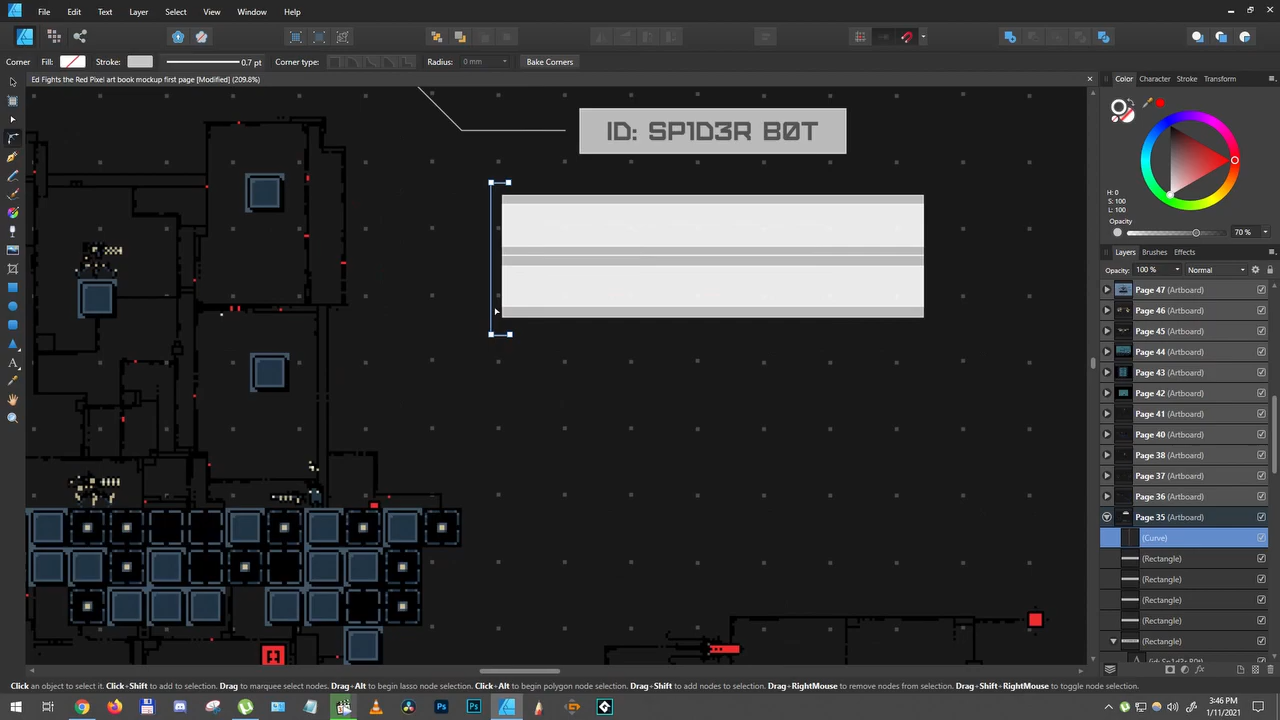 File Edit Text Layer Select View Window Help
Corner Fill: Stroke: 0.7 pt Corner type: Radius: 0 mm Bake Corners
Ed Fights the Red Pixel art book mockup first page [Modified] (209.8%)
ID: SP1D3R B0T
Color Character Stroke Transform
H: 0
S: 100
L: 100
Opacity
70 %
Layers Brushes Effects
Opacity: 100 % Normal
Page 47 (Artboard)
Page 46 (Artboard)
Page 45 (Artboard)
Page 44 (Artboard)
Page 43 (Artboard)
Page 42 (Artboard)
Page 41 (Artboard)
Page 40 (Artboard)
Page 38 (Artboard)
Page 37 (Artboard)
Page 36 (Artboard)
Page 35 (Artboard)
(Curve)
(Rectangle)
(Rectangle)
(Rectangle)
(Rectangle)
(Rectangle)
Click an object to select it. Click+Shift to add to selection. Drag to marquee select nodes. Drag+Alt to begin lasso node selection. Click+Alt to begin polygon node selection. Drag+Shift to add nodes to selection. Drag+RightMouse to remove nodes from selection. Drag+Shift+RightMouse to toggle node selection.
3:46 PM
1/11/2021